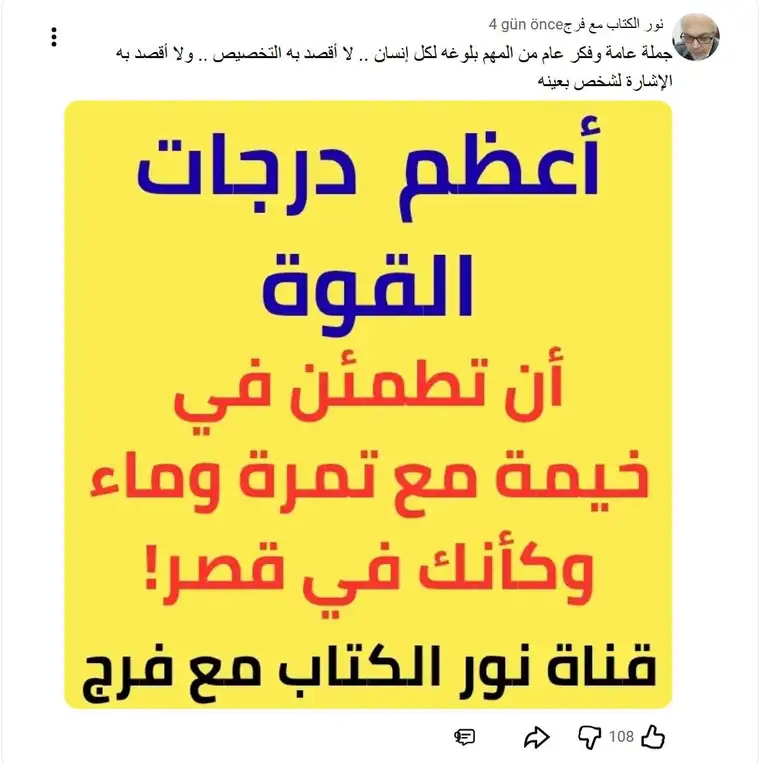 نور الكتاب مع فرج 4 gün önce
جملة عامة وفكر عام من المهم بلوغه لكل إنسان .. لا أقصد به التخصيص .. ولا أقصد به
الإشارة لشخص بعينه
أعظم درجات
القوة
أن تطمئن في
خيمة مع تمرة وماء
وكأنك في قصر!
قناة نور الكتاب مع فرج
108